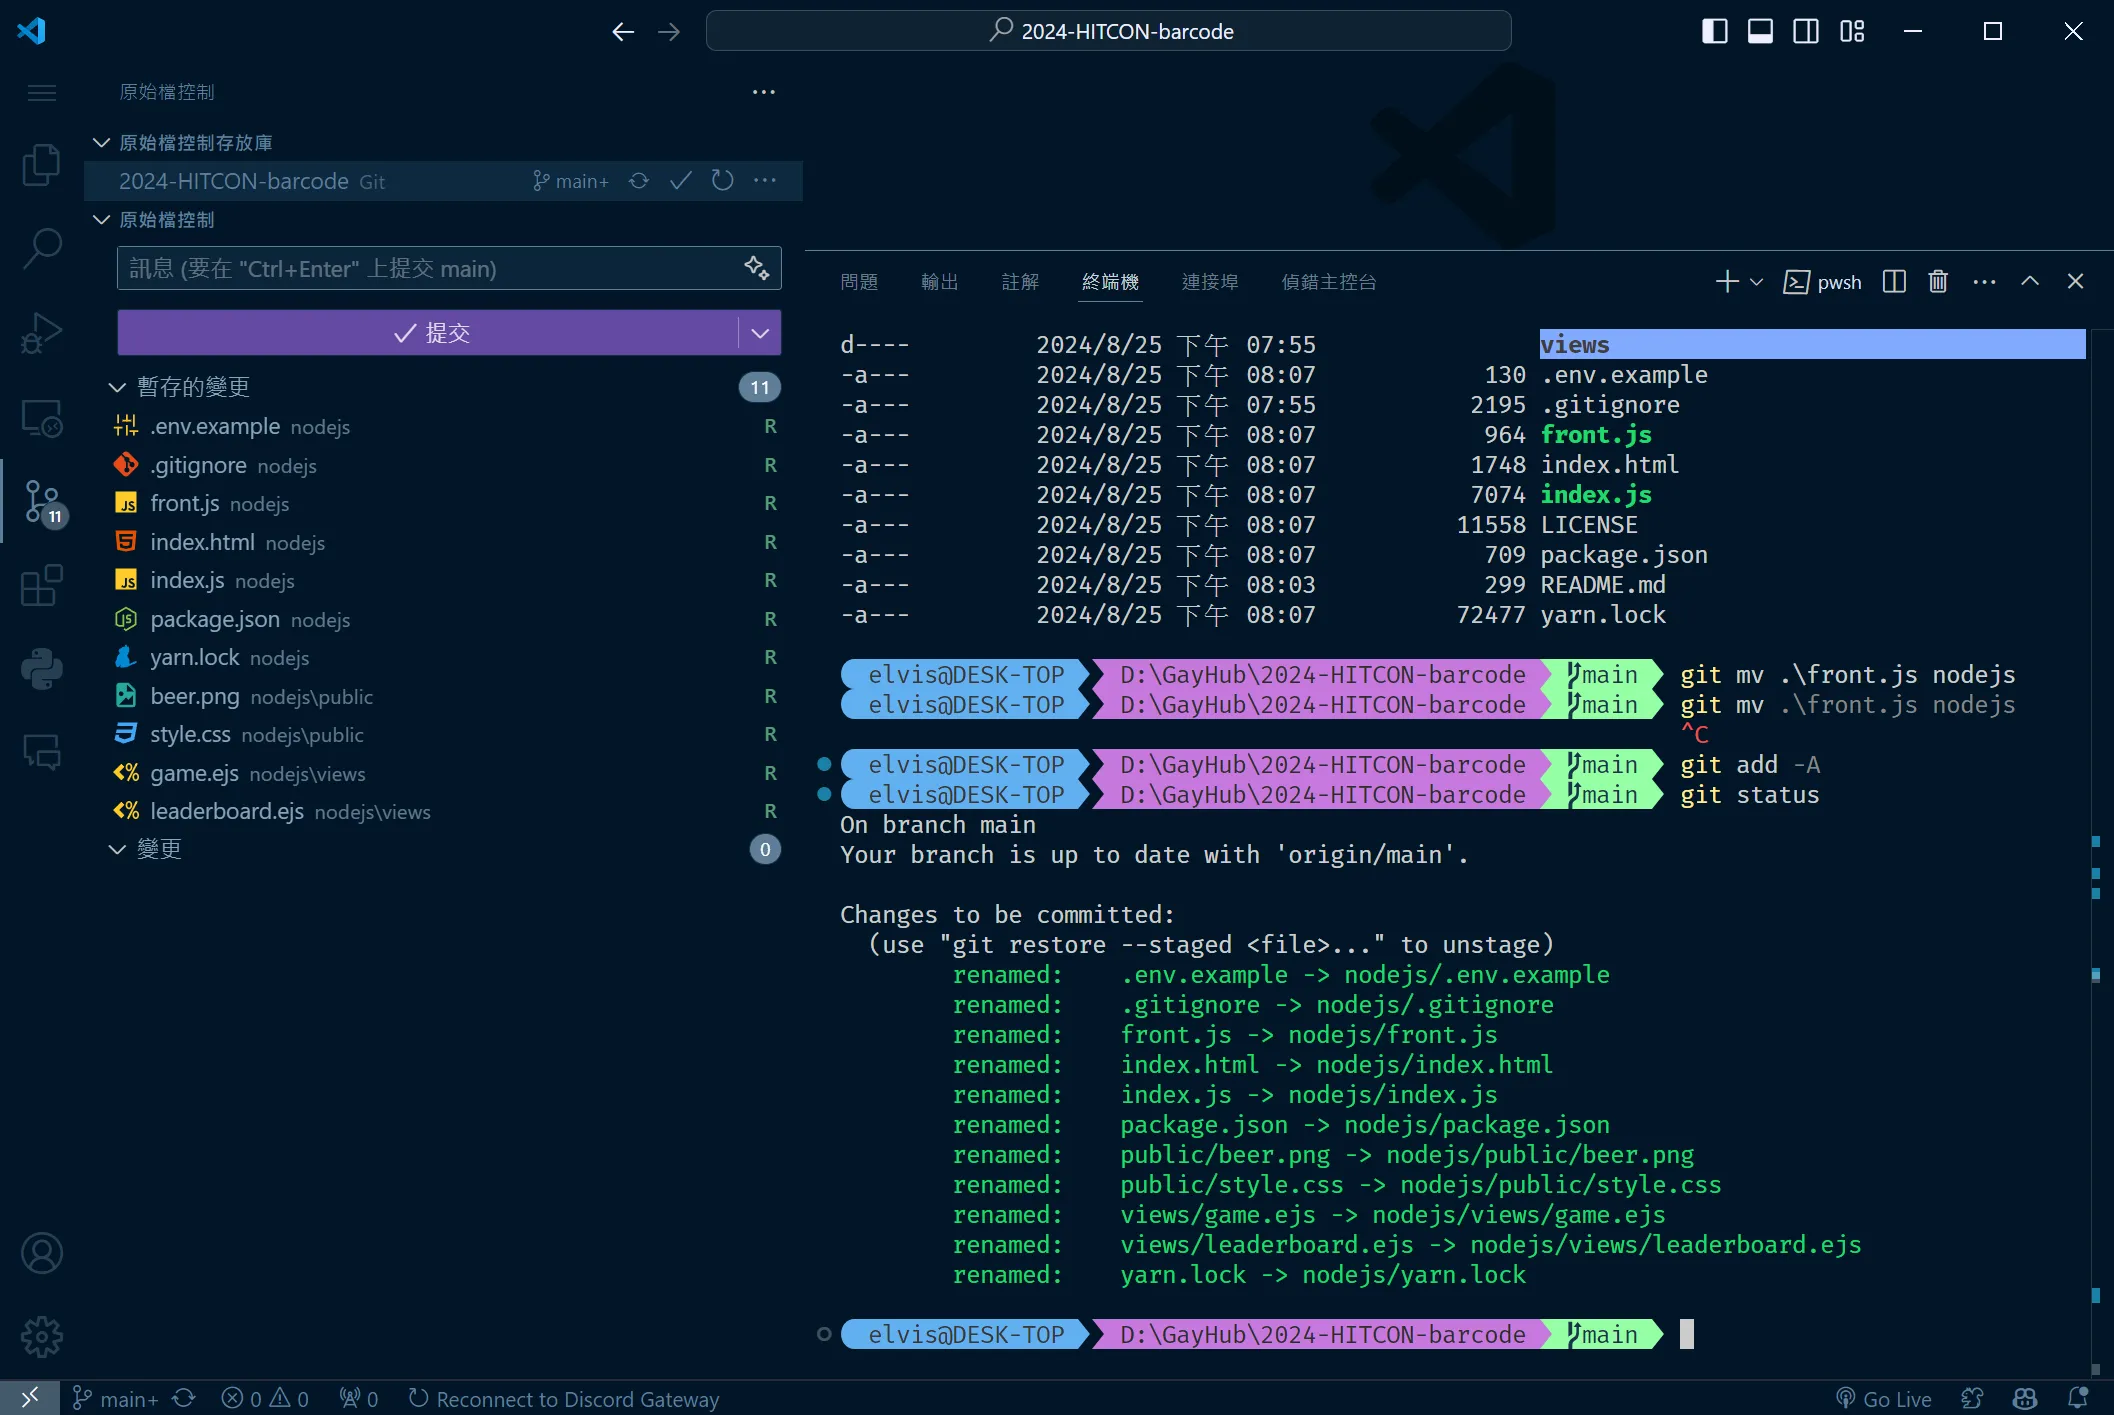 2024-HITCON-barcode
原始檔控制
原始檔控制存放庫
2024-HITCON-barcode Git main+
原始檔控制
訊息 (要在 "Ctrl+Enter" 上提交 main)
提交
暫存的變更 11
.env.example nodejs R
.gitignore nodejs R
front.js nodejs R
index.html nodejs R
index.js nodejs R
package.json nodejs R
yarn.lock nodejs R
beer.png nodejs\public R
style.css nodejs\public R
game.ejs nodejs\views R
leaderboard.ejs nodejs\views R
變更 0
11
問題 輸出 註解 終端機 連接埠 偵錯主控台 pwsh
d---- 2024/8/25 下午 07:55 views
-a--- 2024/8/25 下午 08:07 130 .env.example
-a--- 2024/8/25 下午 07:55 2195 .gitignore
-a--- 2024/8/25 下午 08:07 964 front.js
-a--- 2024/8/25 下午 08:07 1748 index.html
-a--- 2024/8/25 下午 08:07 7074 index.js
-a--- 2024/8/25 下午 08:07 11558 LICENSE
-a--- 2024/8/25 下午 08:07 709 package.json
-a--- 2024/8/25 下午 08:03 299 README.md
-a--- 2024/8/25 下午 08:07 72477 yarn.lock
elvis@DESK-TOP D:\GayHub\2024-HITCON-barcode main git mv .\front.js nodejs
elvis@DESK-TOP D:\GayHub\2024-HITCON-barcode main git mv .\front.js nodejs
^C
elvis@DESK-TOP D:\GayHub\2024-HITCON-barcode main git add -A
elvis@DESK-TOP D:\GayHub\2024-HITCON-barcode main git status
On branch main
Your branch is up to date with 'origin/main'.
Changes to be committed:
(use "git restore --staged <file>..." to unstage)
renamed: .env.example -> nodejs/.env.example
renamed: .gitignore -> nodejs/.gitignore
renamed: front.js -> nodejs/front.js
renamed: index.html -> nodejs/index.html
renamed: index.js -> nodejs/index.js
renamed: package.json -> nodejs/package.json
renamed: public/beer.png -> nodejs/public/beer.png
renamed: public/style.css -> nodejs/public/style.css
renamed: views/game.ejs -> nodejs/views/game.ejs
renamed: views/leaderboard.ejs -> nodejs/views/leaderboard.ejs
renamed: yarn.lock -> nodejs/yarn.lock
elvis@DESK-TOP D:\GayHub\2024-HITCON-barcode main
main+ 0 0 0 Reconnect to Discord Gateway Go Live